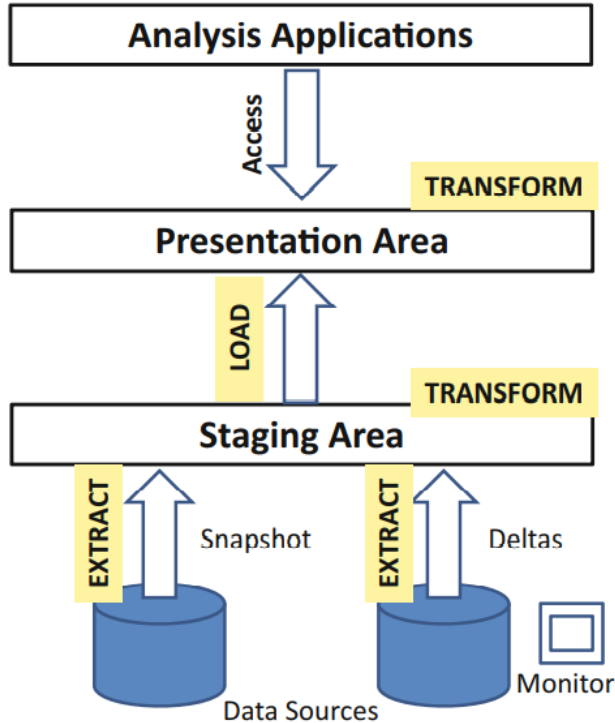 Analysis Applications
Access
TRANSFORM
Presentation Area
LOAD
TRANSFORM
Staging Area
EXTRACT
Snapshot
EXTRACT
Deltas
Monitor
Data Sources